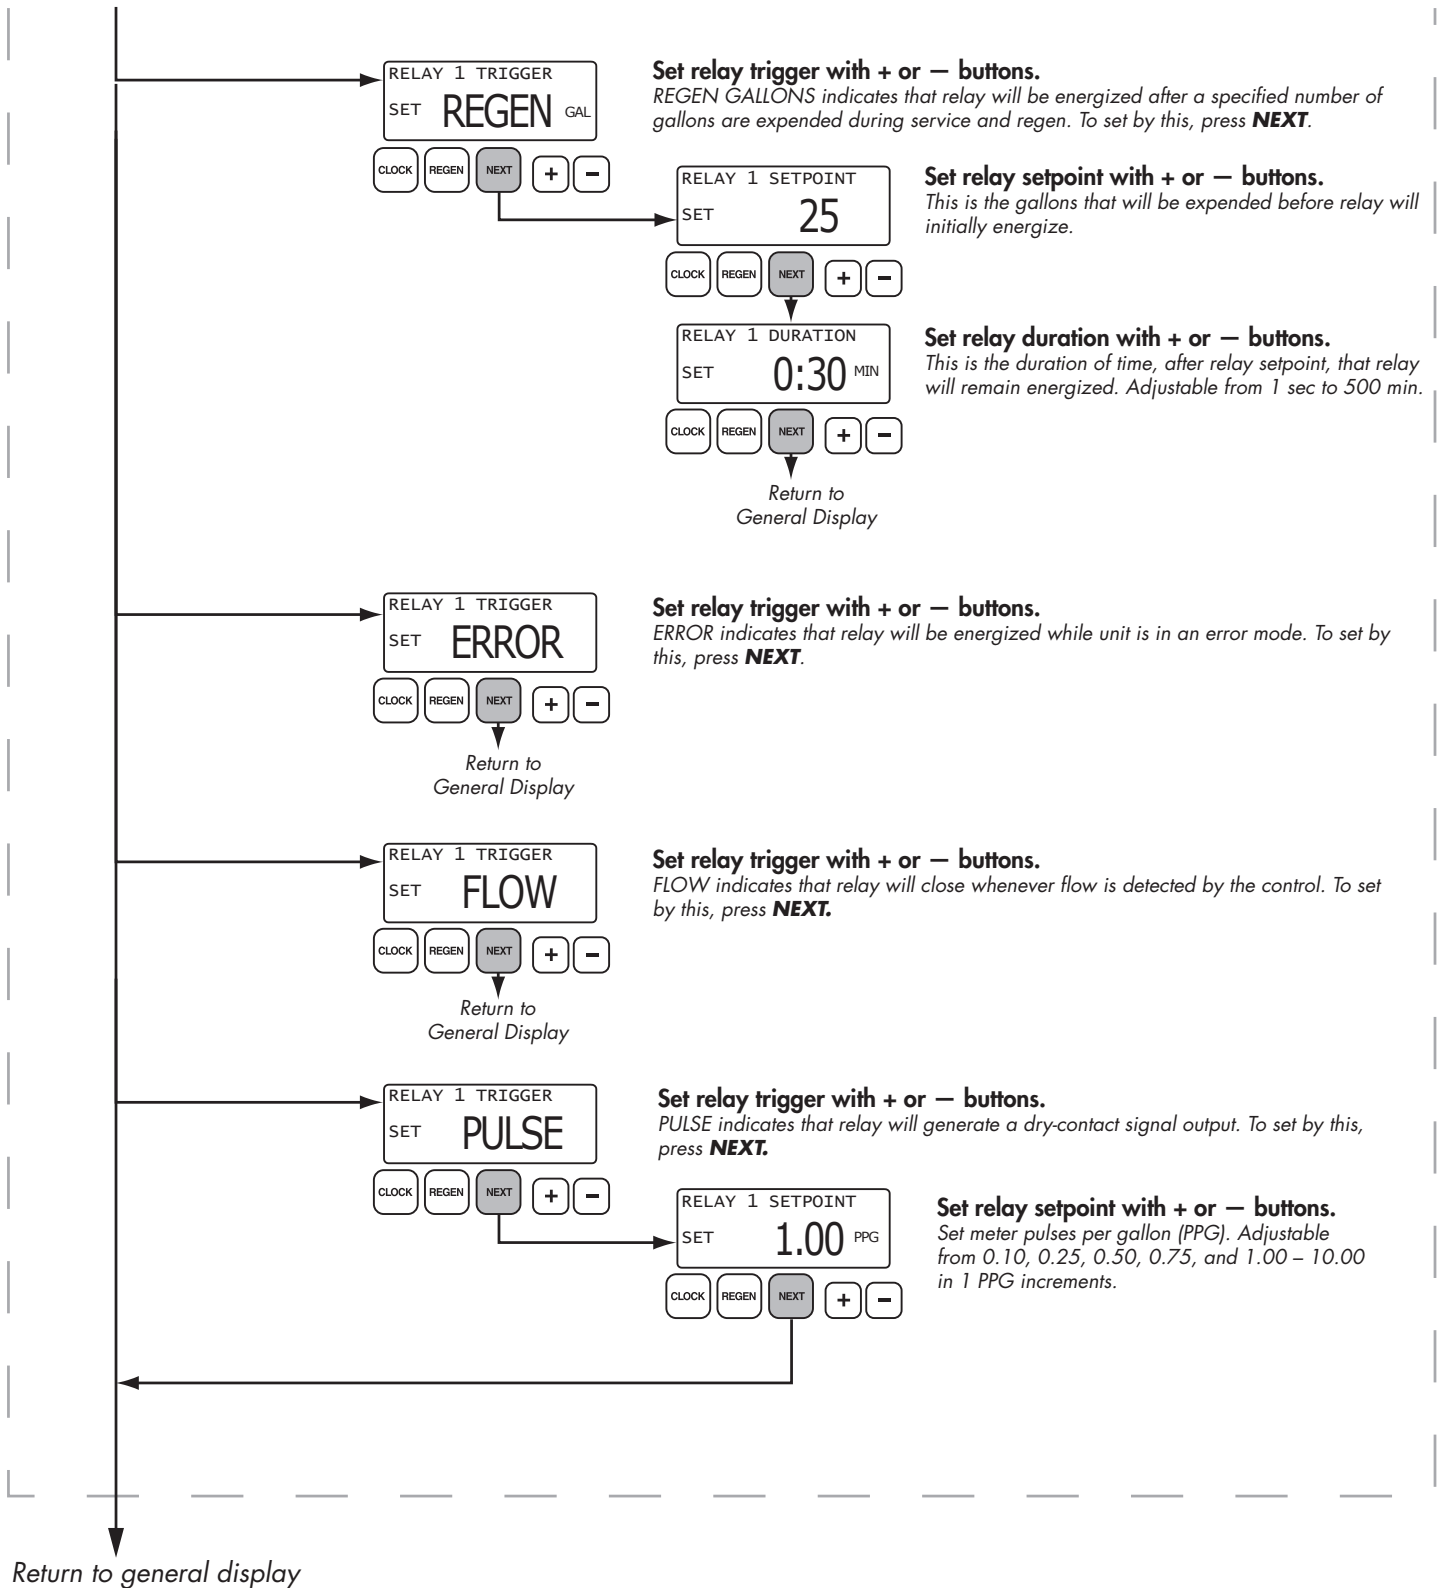 RELAY 1 TRIGGER
SET REGEN GAL
CLOCK REGEN NEXT + −
Set relay trigger with + or — buttons.
REGEN GALLONS indicates that relay will be energized after a specified number of
gallons are expended during service and regen. To set by this, press NEXT.
RELAY 1 SETPOINT
SET 25
CLOCK REGEN NEXT + −
Set relay setpoint with + or — buttons.
This is the gallons that will be expended before relay will
initially energize.
RELAY 1 DURATION
SET 0:30 MIN
CLOCK REGEN NEXT + −
Set relay duration with + or — buttons.
This is the duration of time, after relay setpoint, that relay
will remain energized. Adjustable from 1 sec to 500 min.
Return to
General Display
RELAY 1 TRIGGER
SET ERROR
CLOCK REGEN NEXT + −
Set relay trigger with + or — buttons.
ERROR indicates that relay will be energized while unit is in an error mode. To set by
this, press NEXT.
Return to
General Display
RELAY 1 TRIGGER
SET FLOW
CLOCK REGEN NEXT + −
Set relay trigger with + or — buttons.
FLOW indicates that relay will close whenever flow is detected by the control. To set
by this, press NEXT.
Return to
General Display
RELAY 1 TRIGGER
SET PULSE
CLOCK REGEN NEXT + −
Set relay trigger with + or — buttons.
PULSE indicates that relay will generate a dry-contact signal output. To set by this,
press NEXT.
RELAY 1 SETPOINT
SET 1.00 PPG
CLOCK REGEN NEXT + −
Set relay setpoint with + or — buttons.
Set meter pulses per gallon (PPG). Adjustable
from 0.10, 0.25, 0.50, 0.75, and 1.00 – 10.00
in 1 PPG increments.
Return to general display